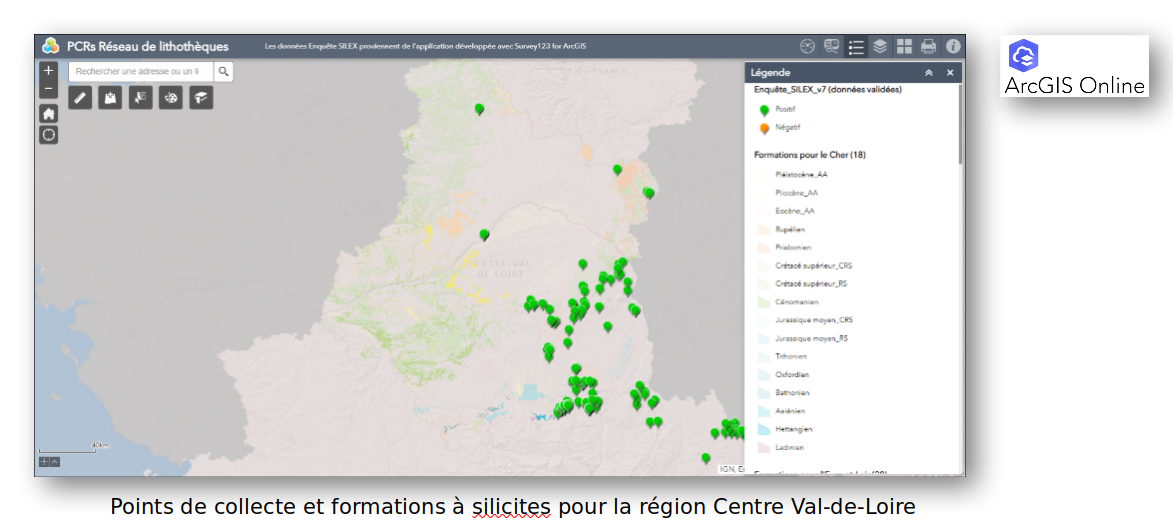 PCRs Réseau de lithothèques
Les données Enquête SILEX proviennent de l'application développée avec Survey123 for ArcGIS
Rechercher une adresse ou un li
Légende
Enquête_SILEX_v7 (données validées)
Positif
Négatif
Formations pour le Cher (18)
Pléistocène_AA
Pliocène_AA
Eocène_AA
Rupélien
Priabonien
Crétacé supérieur_CRS
Crétacé supérieur_RS
Cénomanien
Jurassique moyen_CRS
Jurassique moyen_RS
Tithonien
Oxfordien
Bathonien
Aalénien
Hettangien
Ladinien
CENTRE VAL
DE LOIRE
40km
IGN, E
ArcGIS Online
Points de collecte et formations à silicites pour la région Centre Val-de-Loire